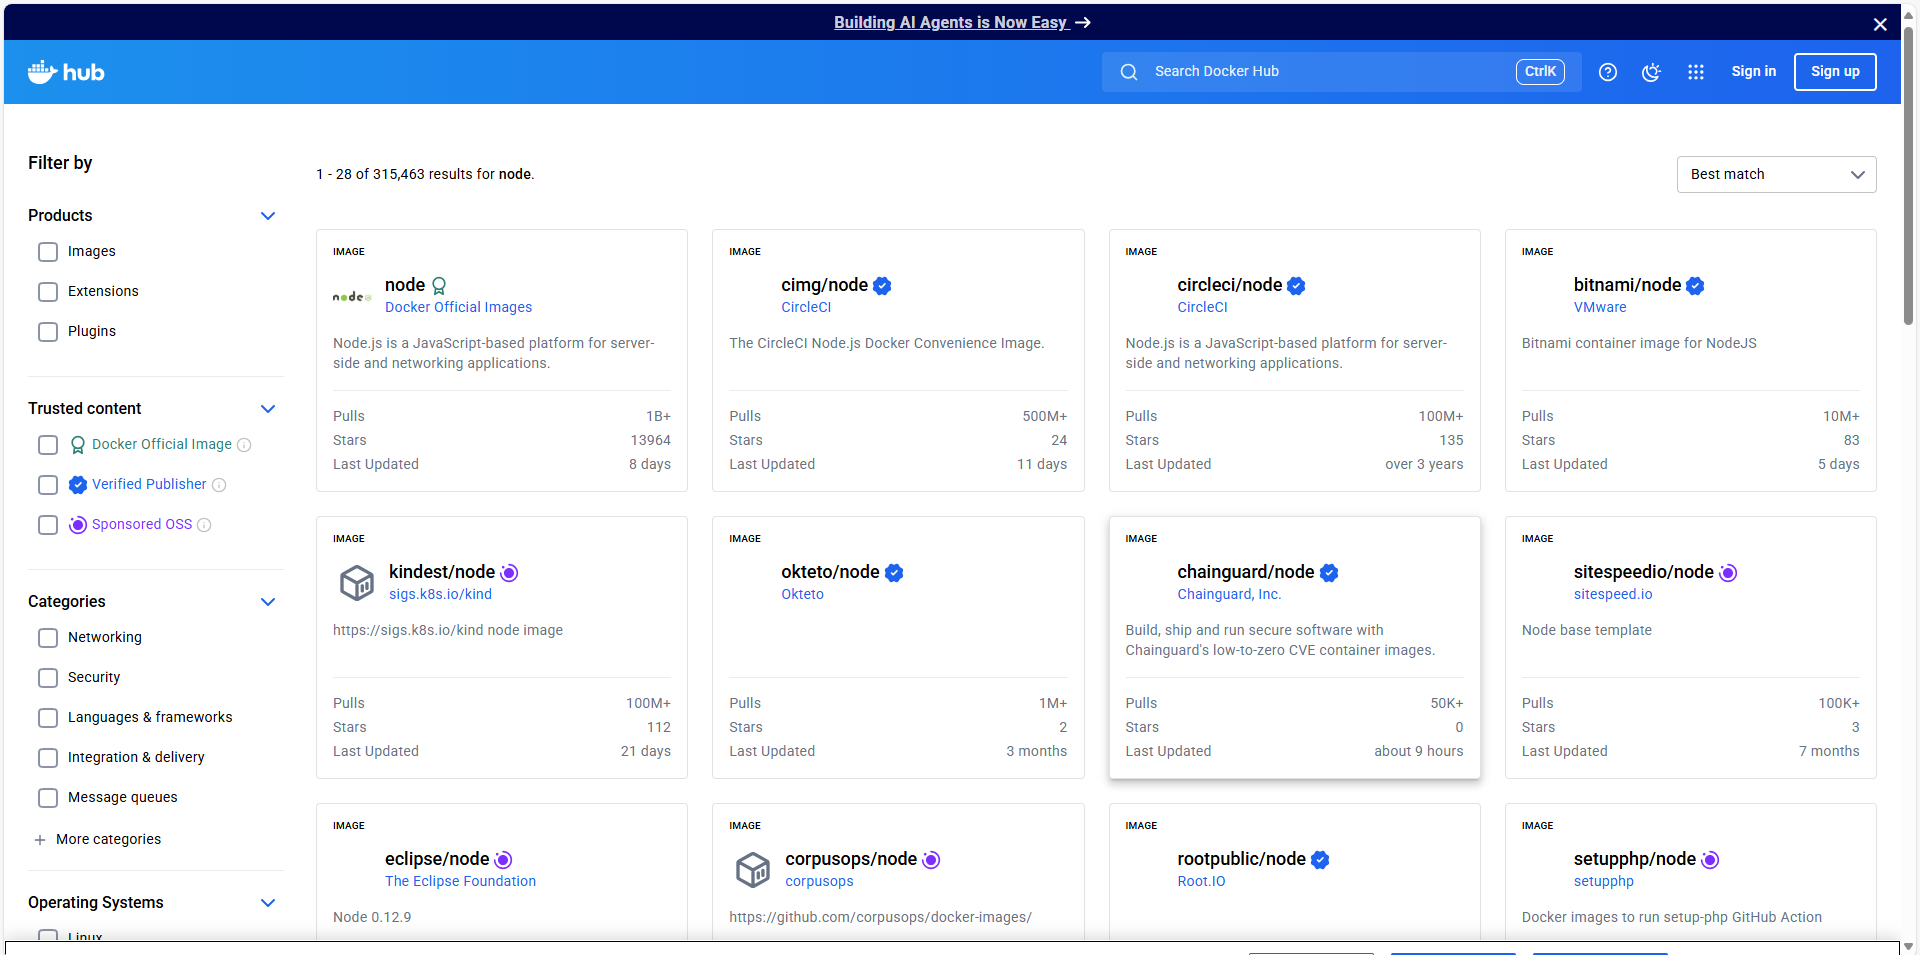 Building AI Agents is Now Easy →
hub
Search Docker Hub
CtrlK
Sign in
Sign up
Filter by
Products
Images
Extensions
Plugins
Trusted content
Docker Official Image
Verified Publisher
Sponsored OSS
Categories
Networking
Security
Languages & frameworks
Integration & delivery
Message queues
More categories
Operating Systems
Linux
1 - 28 of 315,463 results for node.
Best match
IMAGE
node
node
Docker Official Images
Node.js is a JavaScript-based platform for server-
side and networking applications.
Pulls 1B+
Stars 13964
Last Updated 8 days
IMAGE
cimg/node
CircleCI
The CircleCI Node.js Docker Convenience Image.
Pulls 500M+
Stars 24
Last Updated 11 days
IMAGE
circleci/node
CircleCI
Node.js is a JavaScript-based platform for server-
side and networking applications.
Pulls 100M+
Stars 135
Last Updated over 3 years
IMAGE
bitnami/node
VMware
Bitnami container image for NodeJS
Pulls 10M+
Stars 83
Last Updated 5 days
IMAGE
kindest/node
sigs.k8s.io/kind
https://sigs.k8s.io/kind node image
Pulls 100M+
Stars 112
Last Updated 21 days
IMAGE
okteto/node
Okteto
Pulls 1M+
Stars 2
Last Updated 3 months
IMAGE
chainguard/node
Chainguard, Inc.
Build, ship and run secure software with
Chainguard's low-to-zero CVE container images.
Pulls 50K+
Stars 0
Last Updated about 9 hours
IMAGE
sitespeedio/node
sitespeed.io
Node base template
Pulls 100K+
Stars 3
Last Updated 7 months
IMAGE
eclipse/node
The Eclipse Foundation
Node 0.12.9
IMAGE
corpusops/node
corpusops
https://github.com/corpusops/docker-images/
IMAGE
rootpublic/node
Root.IO
IMAGE
setupphp/node
setupphp
Docker images to run setup-php GitHub Action